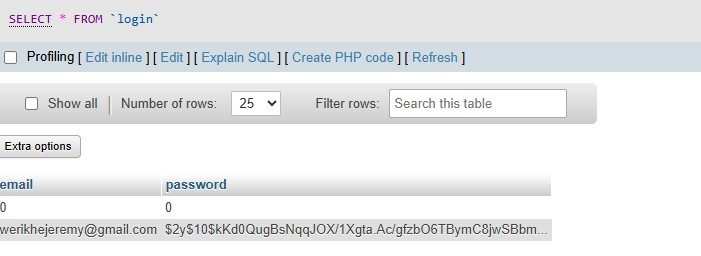 SELECT * FROM `login`
Profiling [ Edit inline ] [ Edit ] [ Explain SQL ] [ Create PHP code ] [ Refresh ]
Show all Number of rows: 25 Filter rows: Search this table
Extra options
email password
0 0
werikhejeremy@gmail.com $2y$10$kKd0QugBsNqqJOX/1Xgta.Ac/gfzbO6TBymC8jwSBbm...